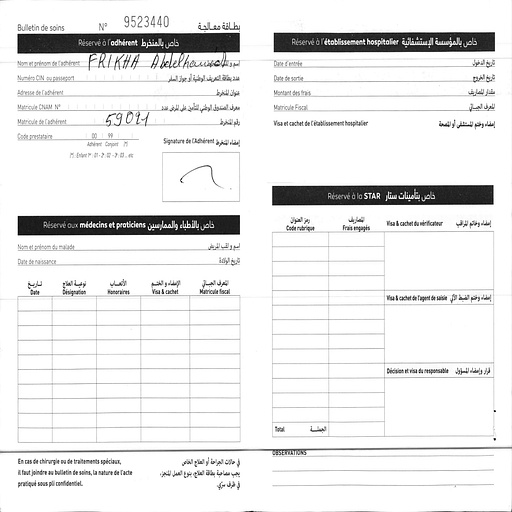 Bulletin de soins N° 9523440 بطاقة معالجة
Réservé à l'adhérent خاص بالمنخرط
Nom et prénom de l'adhérent FRIKHA
Numéro CIN ou passeport عدد بطاقة التعريف الوطنية أو جواز السفر
Adresse de l'adhérent عنوان المنخرط
Matricule CNAM N° معرف الصندوق الوطني للتأمين على المرض عدد
Matricule de l'adhérent 59021 رقم المنخرط
Code prestataire 00 99
Adhérent Conjoint (*)
(*) : Enfant N° : 01 - 2 : 02 - 3 : 03 .. etc
Signature de l'Adhérent إمضاء المنخرط
Réservé aux médecins et praticiens خاص بالأطباء والممارسين
Nom et prénom du malade إسم و لقب المريض
Date de naissance تاريخ الولادة
تاريخ نوعية العلاج الأتعاب الإمضاء و الختم المعرف الجبائي
Date Désignation Honoraires Visa & cachet Matricule fiscal
En cas de chirurgie ou de traitements spéciaux,
il faut joindre au bulletin de soins, la nature de l'acte
pratiqué sous pli confidentiel.
في حالات الجراحة أو العلاج الخاص
يجب مصاحبة بطاقة العلاج، بنوع العمل المنجز،
في ظرف سري.
Réservé à l'établissement hospitalier خاص بالمؤسسة الإستشفائية
Date d'entrée تاريخ الدخول
Date de sortie تاريخ الخروج
Montant des frais مقدار المصاريف
Matricule Fiscal المعرف الجبائي
Visa et cachet de l'établissement hospitalier إمضاء وختم المستشفى أو المصحة
Réservé à la STAR خاص بتأمينات ستار
رمز العنوان المصاريف
Code rubrique Frais engagés
Visa & cachet du vérificateur إمضاء وخاتم المراقب
Visa & cachet de l'agent de saisie إمضاء وختم الضبط الآلي
Décision et visa du responsable قرار وإمضاء المسؤول
Total الجملة
OBSERVATIONS